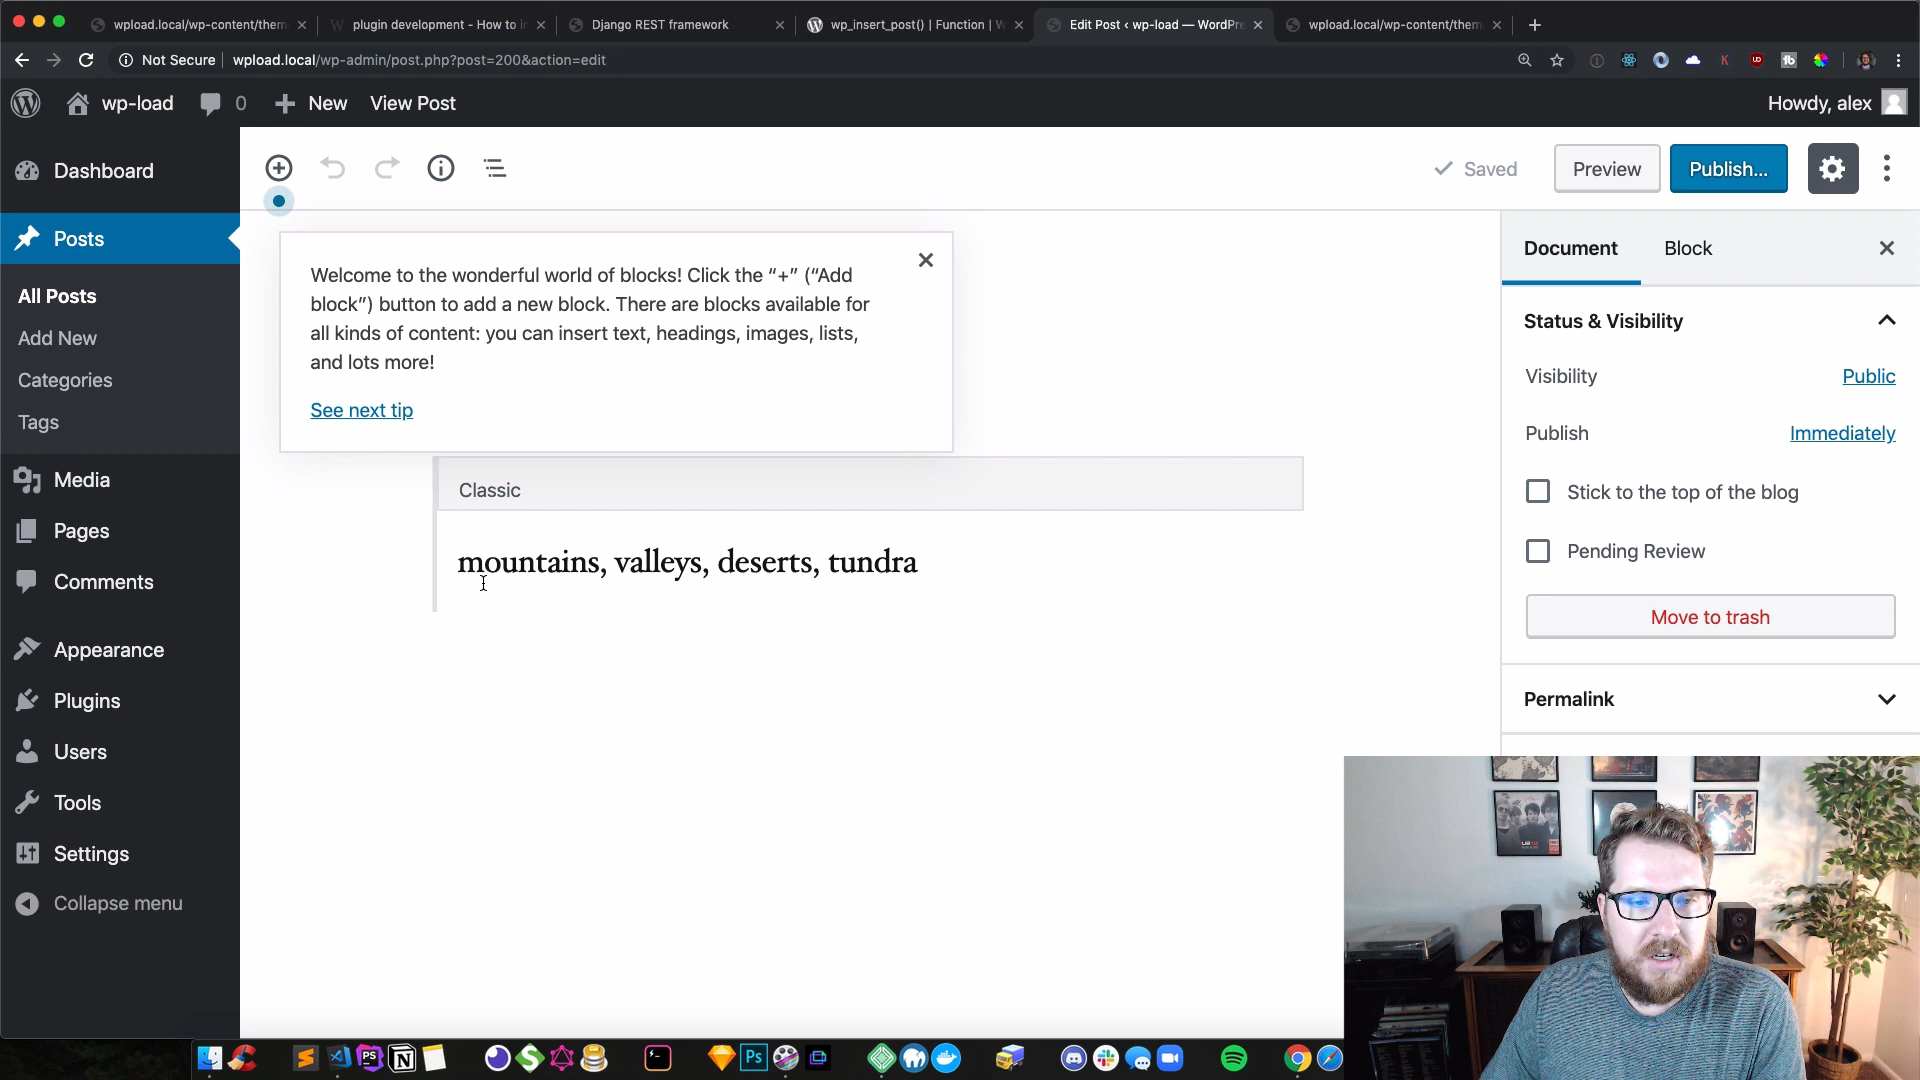 wpload.local/wp-content/them
plugin development - How to i
Django REST framework
wp_insert_post() | Function | W
Edit Post ‹ wp-load — WordPre
wpload.local/wp-content/them
Not Secure
wpload.local/wp-admin/post.php?post=200&action=edit
wp-load
0
New
View Post
Howdy, alex
Dashboard
Posts
All Posts
Add New
Categories
Tags
Media
Pages
Comments
Appearance
Plugins
Users
Tools
Settings
Collapse menu
Saved
Preview
Publish...
Welcome to the wonderful world of blocks! Click the “+” (“Add
block”) button to add a new block. There are blocks available for
all kinds of content: you can insert text, headings, images, lists,
and lots more!
See next tip
Classic
mountains, valleys, deserts, tundra
Document
Block
Status & Visibility
Visibility
Public
Publish
Immediately
Stick to the top of the blog
Pending Review
Move to trash
Permalink
PS
Ps